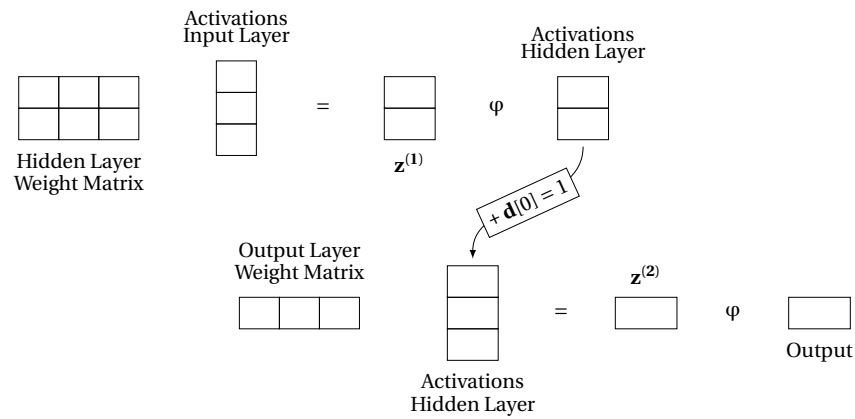 Activations
Input Layer
Activations
Hidden Layer
=
φ
Hidden Layer
Weight Matrix
z(1)
+ d[0] = 1
Output Layer
Weight Matrix
z(2)
=
φ
Activations
Hidden Layer
Output